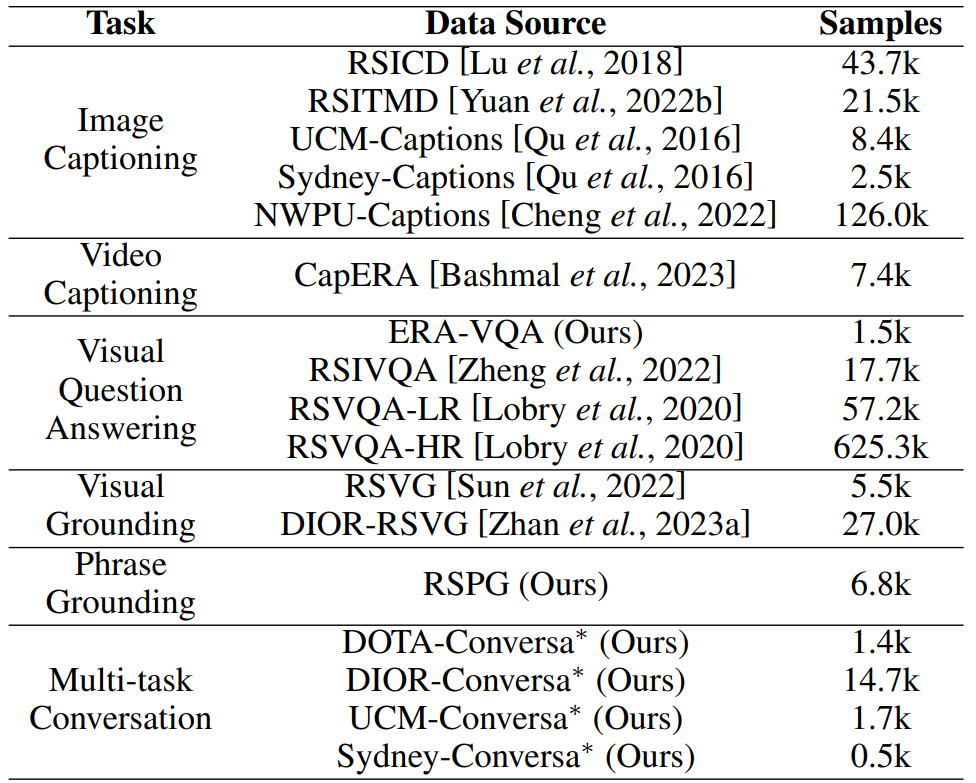 Task Data Source Samples
Image Captioning
RSICD [Lu et al., 2018] 43.7k
RSITMD [Yuan et al., 2022b] 21.5k
UCM-Captions [Qu et al., 2016] 8.4k
Sydney-Captions [Qu et al., 2016] 2.5k
NWPU-Captions [Cheng et al., 2022] 126.0k
Video Captioning
CapERA [Bashmal et al., 2023] 7.4k
Visual Question Answering
ERA-VQA (Ours) 1.5k
RSIVQA [Zheng et al., 2022] 17.7k
RSVQA-LR [Lobry et al., 2020] 57.2k
RSVQA-HR [Lobry et al., 2020] 625.3k
Visual Grounding
RSVG [Sun et al., 2022] 5.5k
DIOR-RSVG [Zhan et al., 2023a] 27.0k
Phrase Grounding
RSPG (Ours) 6.8k
Multi-task Conversation
DOTA-Conversa* (Ours) 1.4k
DIOR-Conversa* (Ours) 14.7k
UCM-Conversa* (Ours) 1.7k
Sydney-Conversa* (Ours) 0.5k